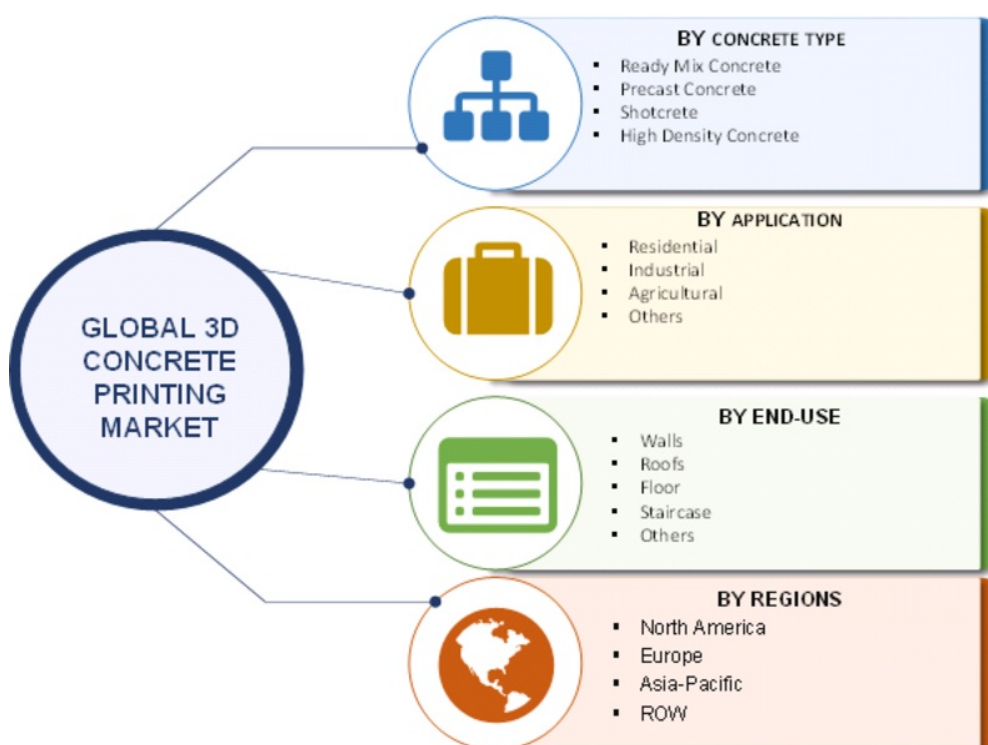 GLOBAL 3D
CONCRETE
PRINTING
MARKET
BY CONCRETE TYPE
▪ Ready Mix Concrete
▪ Precast Concrete
▪ Shotcrete
▪ High Density Concrete
BY APPLICATION
▪ Residential
▪ Industrial
▪ Agricultural
▪ Others
BY END-USE
▪ Walls
▪ Roofs
▪ Floor
▪ Staircase
▪ Others
BY REGIONS
▪ North America
▪ Europe
▪ Asia-Pacific
▪ ROW